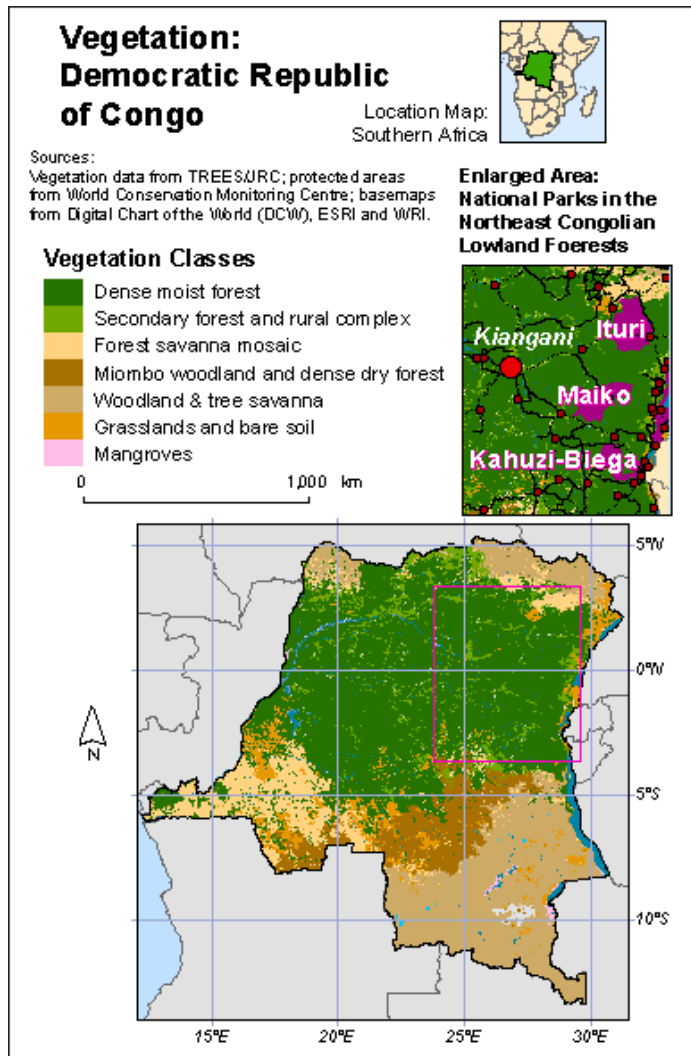 Vegetation:
Democratic Republic
of Congo
Location Map:
Southern Africa
Sources:
Vegetation data from TREES/JRC; protected areas
from World Conservation Monitoring Centre; basemaps
from Digital Chart of the World (DCW), ESRI and WRI.
Enlarged Area:
National Parks in the
Northeast Congolian
Lowland Foerests
Vegetation Classes
Dense moist forest
Secondary forest and rural complex
Forest savanna mosaic
Miombo woodland and dense dry forest
Woodland & tree savanna
Grasslands and bare soil
Mangroves
0 1,000 km
Kiangani
Ituri
Maiko
Kahuzi-Biega
5°W
0°W
N
5°S
10°S
15°E 20°E 25°E 30°E